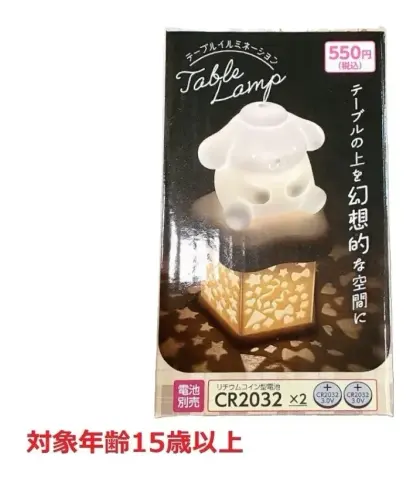 テーブルイルミネーション
Table
Lamp
550円
(税込)
テーブルの上を幻想的な空間に
電池
別売
リチウムコイン型電池
CR2032 ×2
+
CR2032
3.0V
+
CR2032
3.0V
対象年齢15歳以上